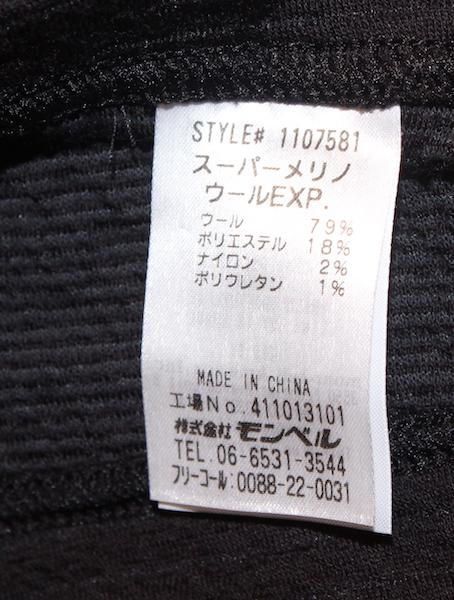 STYLE# 1107581
スーパーメリノ
ウールEXP.
ウール 79%
ポリエステル 18%
ナイロン 2%
ポリウレタン 1%
MADE IN CHINA
工場No.411013101
株式会社 モンベル
TEL.06-6531-3544
フリーコール:0088-22-0031